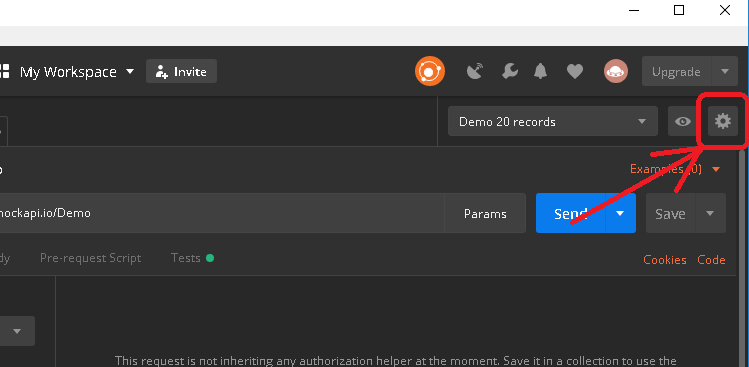 My Workspace
Invite
Upgrade
Demo 20 records
Examples (0)
mockapi.io/Demo
Params
Send
Save
Pre-request Script
Tests
Cookies
Code
This request is not inheriting any authorization helper at the moment. Save it in a collection to use the